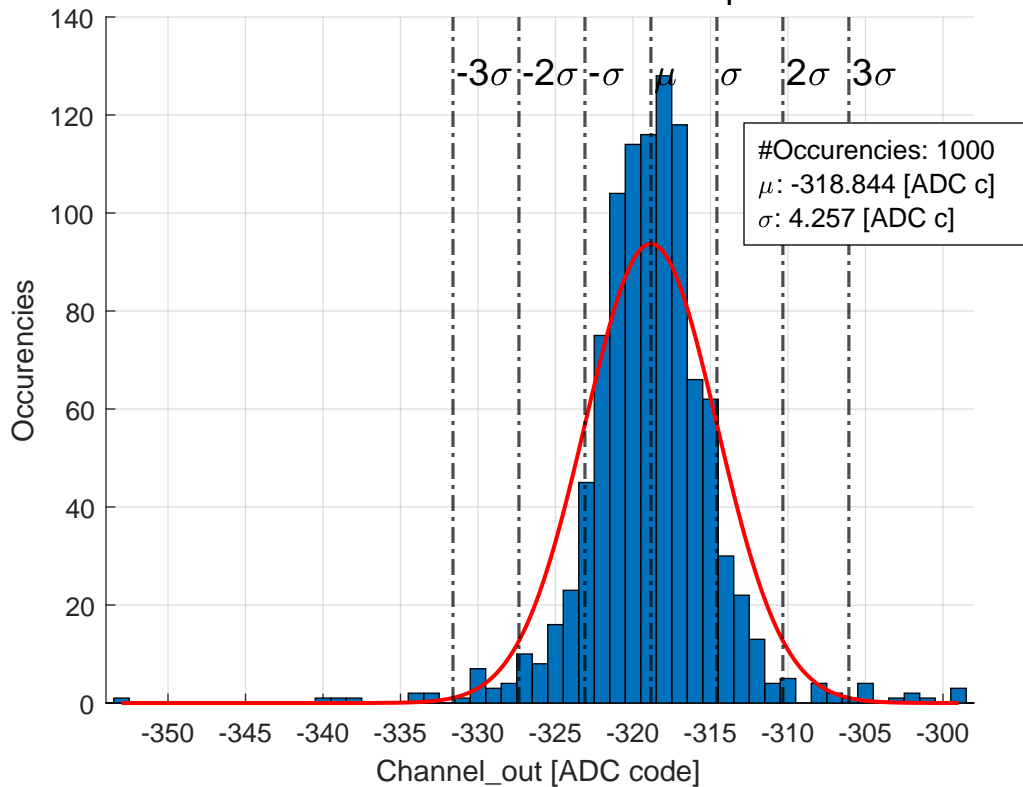 140
120
100
80
60
40
20
0
Occurencies
-3σ -2σ -σ μ σ 2σ 3σ
#Occurencies: 1000
μ: -318.844 [ADC c]
σ: 4.257 [ADC c]
-350 -345 -340 -335 -330 -325 -320 -315 -310 -305 -300
Channel_out [ADC code]